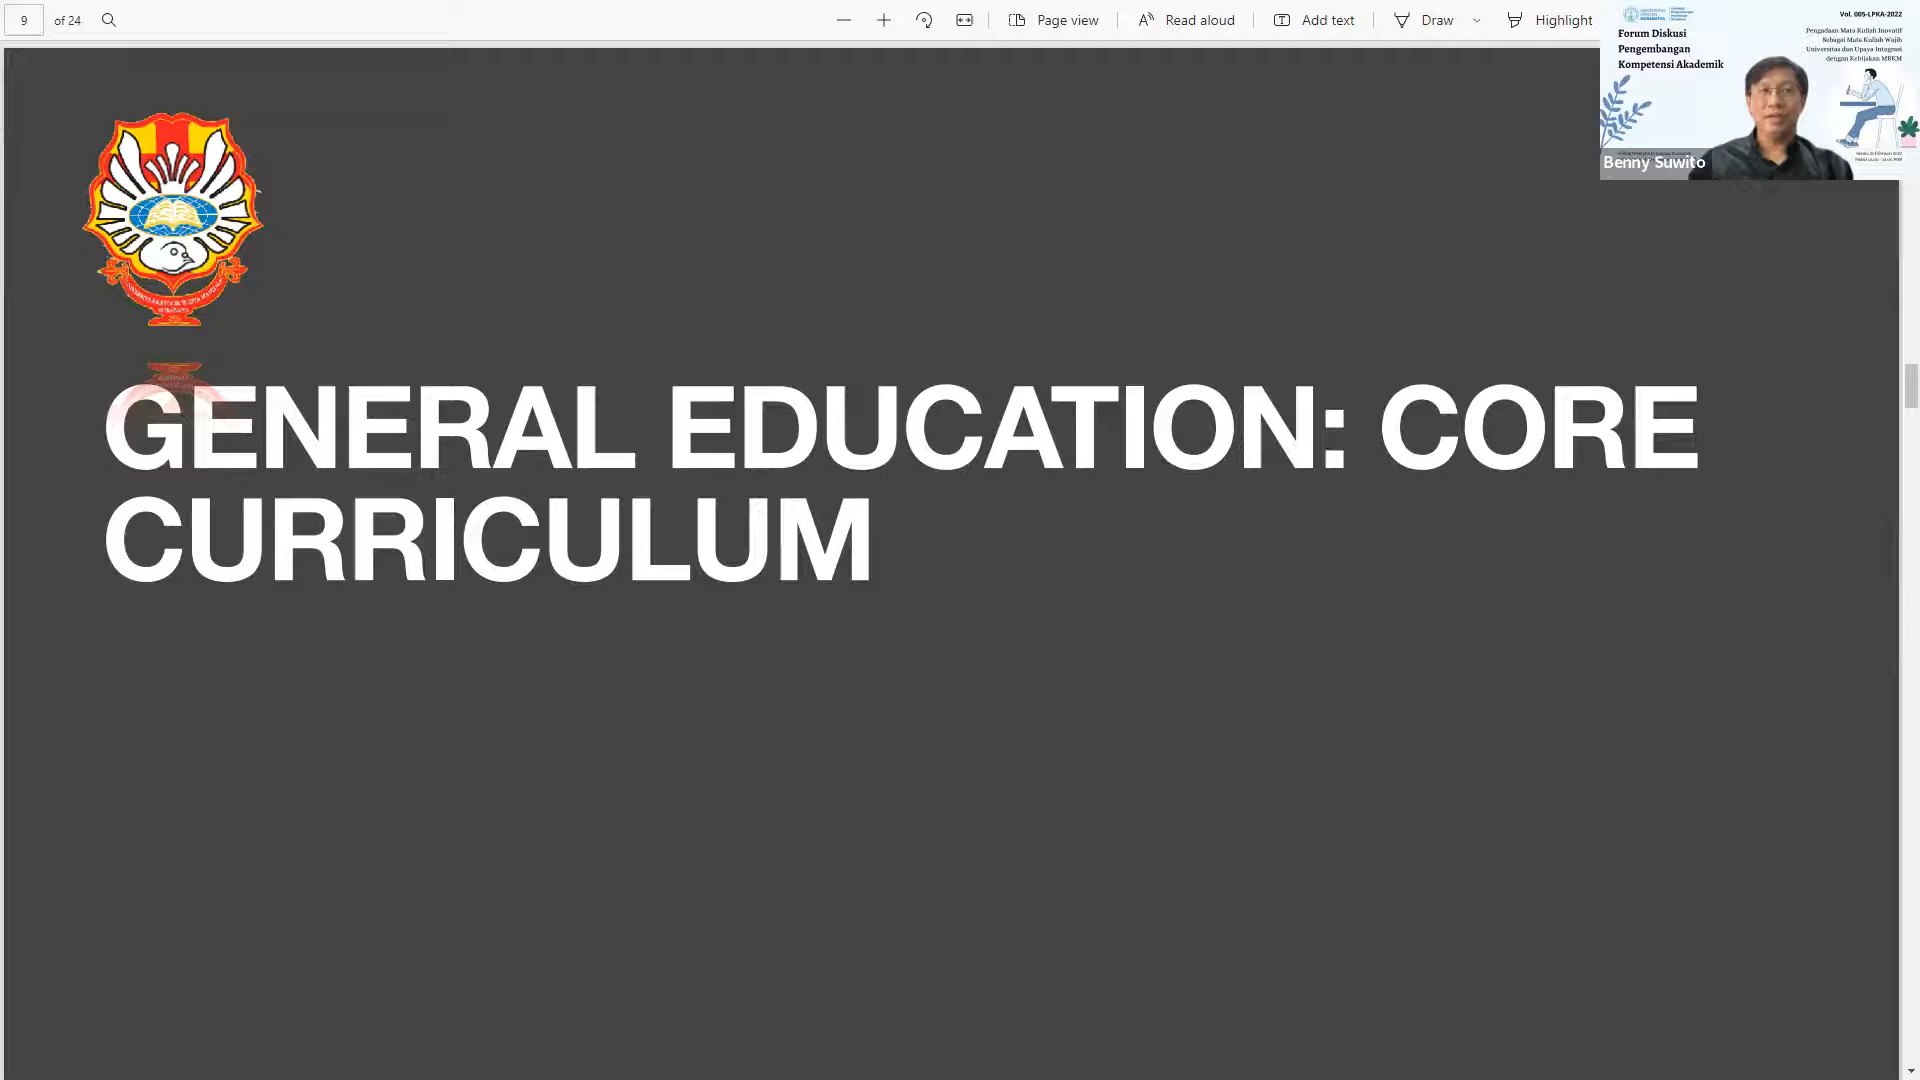 9 of 24 Page view Read aloud Add text Draw Highlight
Vol. 005-LPKA-2022
Forum Diskusi
Pengembangan
Kompetensi Akademik
Pengadaan Mata Kuliah Inovatif
Sebagai Mata Kuliah Wajib
Universitas dan Upaya Integrasi
dengan Kebijakan MBKM
Benny Suwito
GENERAL EDUCATION: CORE
CURRICULUM